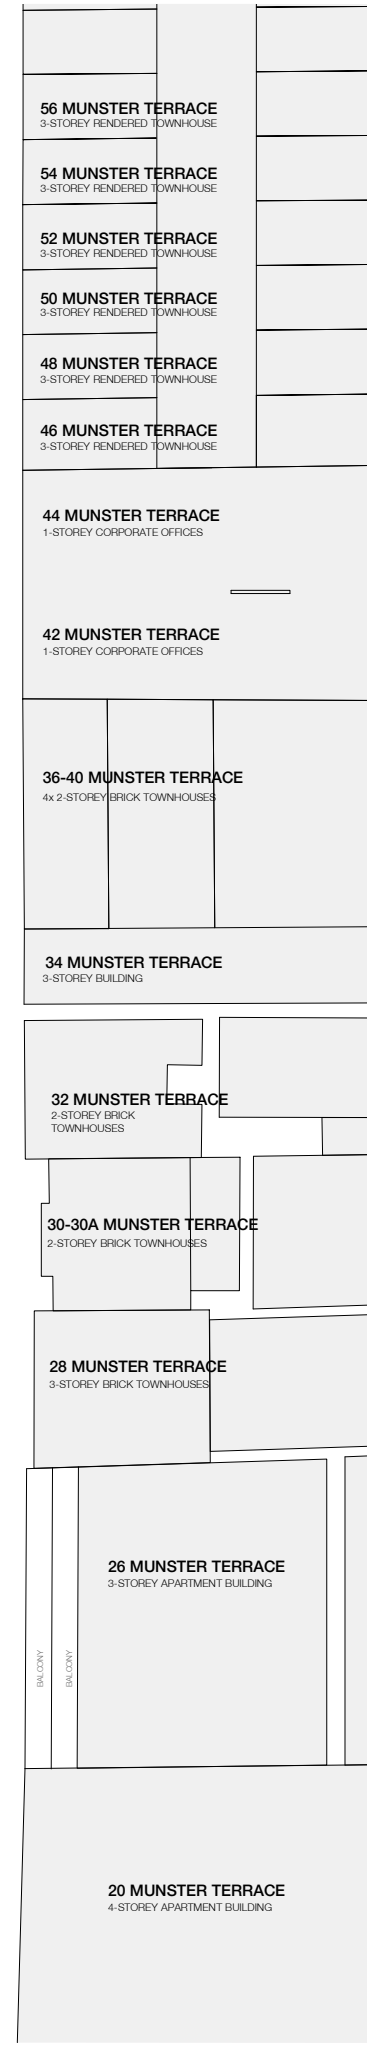 56 MUNSTER TERRACE
3-STOREY RENDERED TOWNHOUSE
54 MUNSTER TERRACE
3-STOREY RENDERED TOWNHOUSE
52 MUNSTER TERRACE
3-STOREY RENDERED TOWNHOUSE
50 MUNSTER TERRACE
3-STOREY RENDERED TOWNHOUSE
48 MUNSTER TERRACE
3-STOREY RENDERED TOWNHOUSE
46 MUNSTER TERRACE
3-STOREY RENDERED TOWNHOUSE
44 MUNSTER TERRACE
1-STOREY CORPORATE OFFICES
42 MUNSTER TERRACE
1-STOREY CORPORATE OFFICES
36-40 MUNSTER TERRACE
4x 2-STOREY BRICK TOWNHOUSES
34 MUNSTER TERRACE
3-STOREY BUILDING
32 MUNSTER TERRACE
2-STOREY BRICK
TOWNHOUSES
30-30A MUNSTER TERRACE
2-STOREY BRICK TOWNHOUSES
28 MUNSTER TERRACE
3-STOREY BRICK TOWNHOUSES
26 MUNSTER TERRACE
3-STOREY APARTMENT BUILDING
BALCONY
BALCONY
20 MUNSTER TERRACE
4-STOREY APARTMENT BUILDING